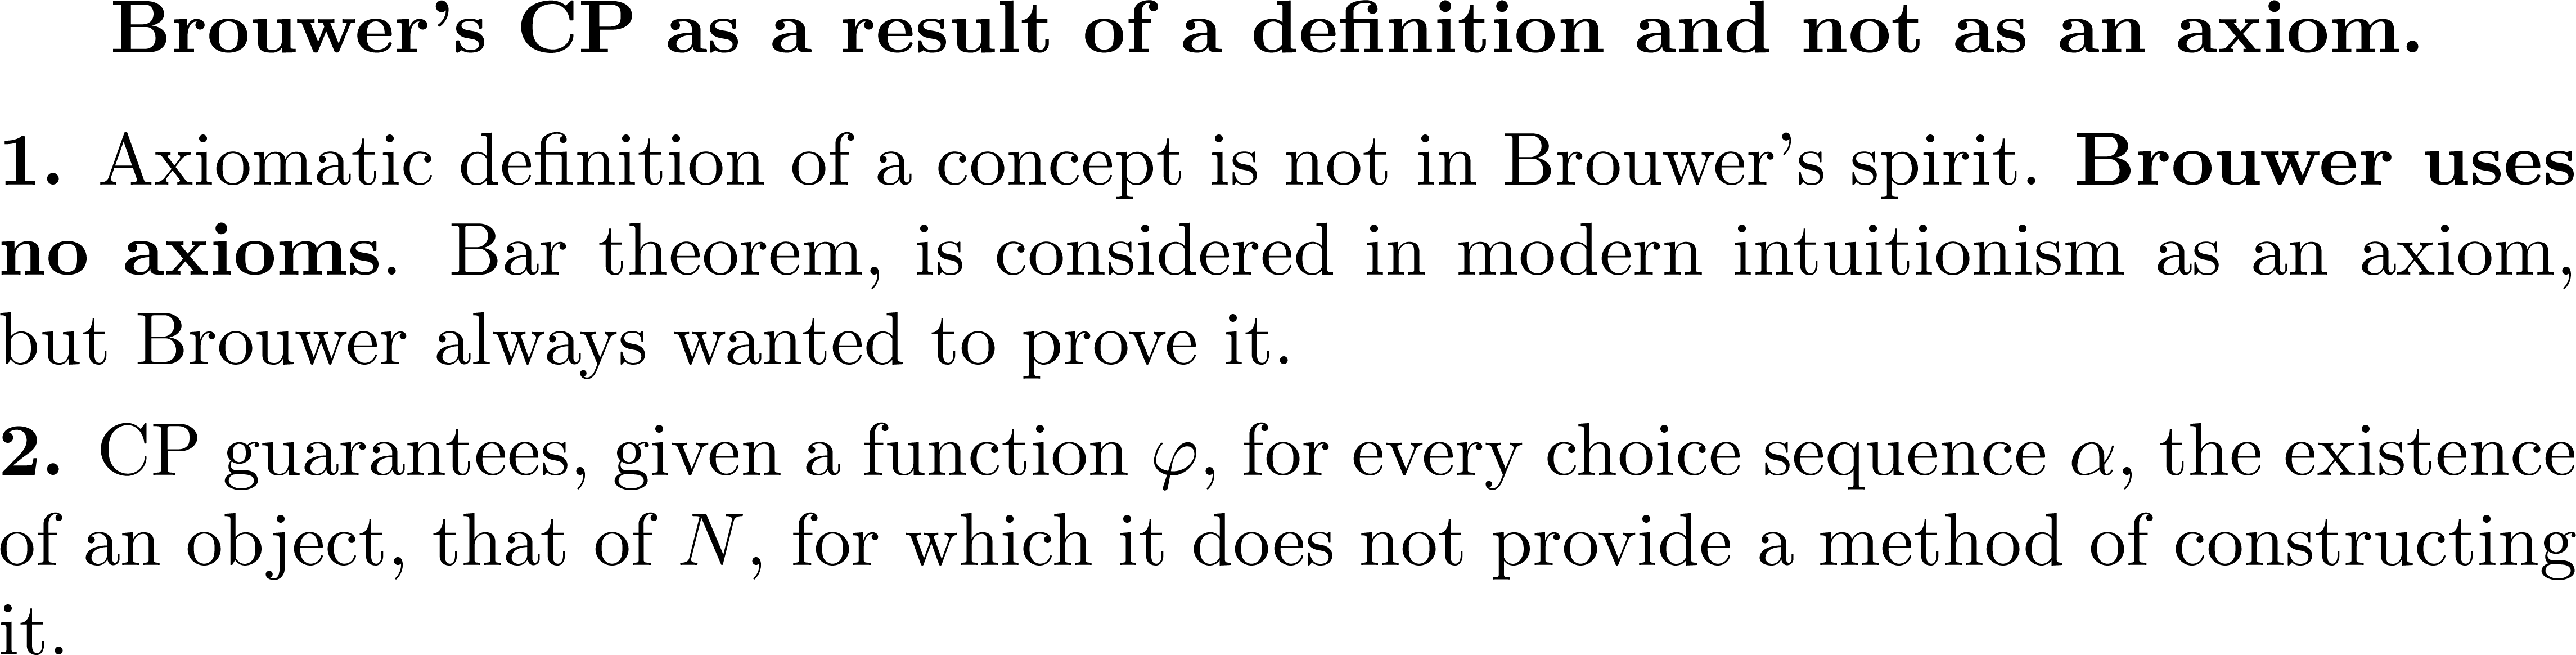 Brouwer's CP as a result of a definition and not as an axiom.
1. Axiomatic definition of a concept is not in Brouwer's spirit. Brouwer uses
no axioms. Bar theorem, is considered in modern intuitionism as an axiom,
but Brouwer always wanted to prove it.
2. CP guarantees, given a function φ, for every choice sequence α, the existence
of an object, that of N, for which it does not provide a method of constructing
it.